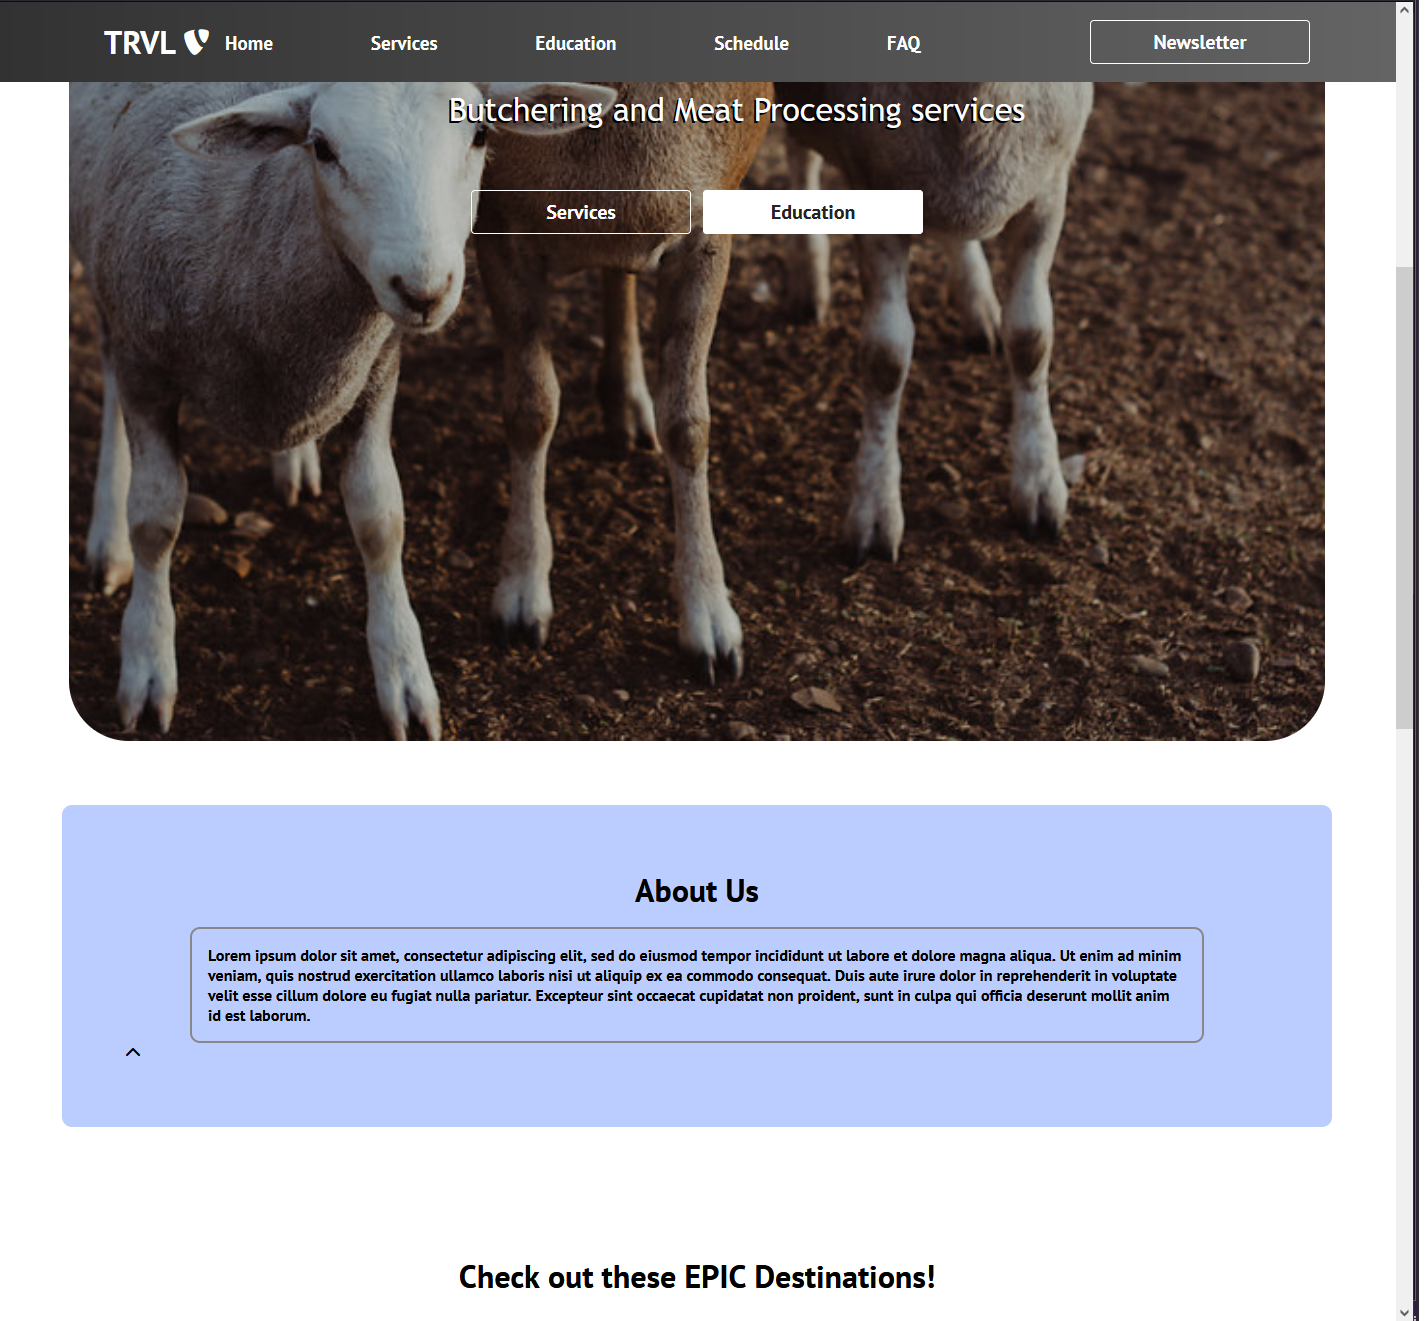 TRVL Home Services Education Schedule FAQ Newsletter
Butchering and Meat Processing services
Services Education
About Us
Lorem ipsum dolor sit amet, consectetur adipiscing elit, sed do eiusmod tempor incididunt ut labore et dolore magna aliqua. Ut enim ad minim
veniam, quis nostrud exercitation ullamco laboris nisi ut aliquip ex ea commodo consequat. Duis aute irure dolor in reprehenderit in voluptate
velit esse cillum dolore eu fugiat nulla pariatur. Excepteur sint occaecat cupidatat non proident, sunt in culpa qui officia deserunt mollit anim
id est laborum.
Check out these EPIC Destinations!